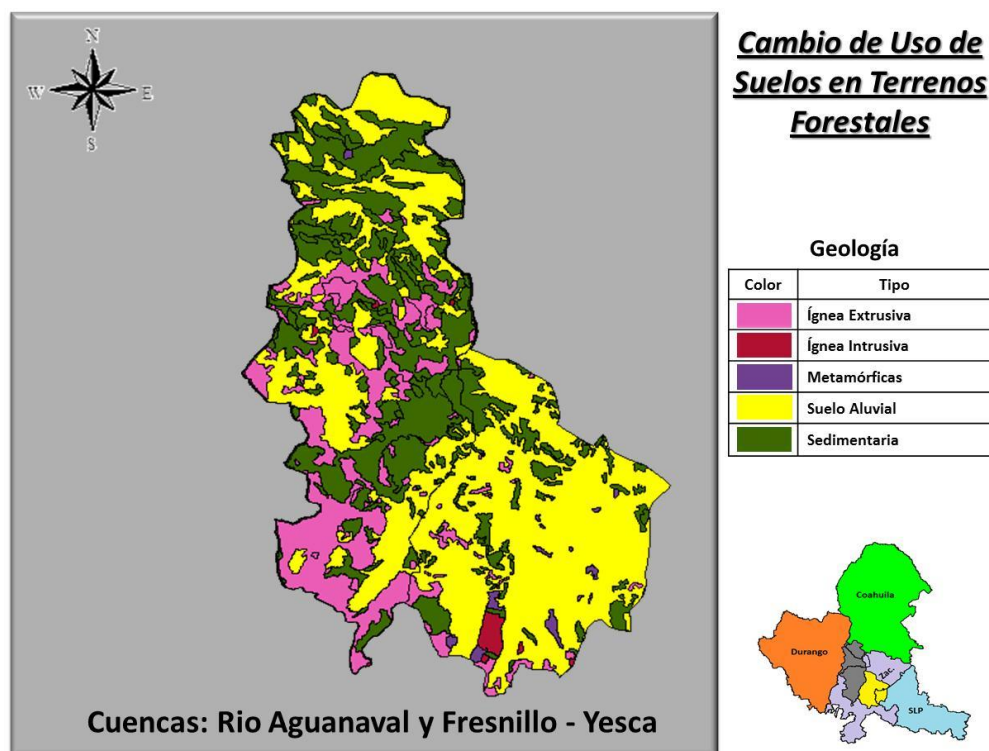 N
W E
S
Cuencas: Rio Aguanaval y Fresnillo - Yesca
Cambio de Uso de
Suelos en Terrenos
Forestales
Geología
Color Tipo
Ígnea Extrusiva
Ígnea Intrusiva
Metamórficas
Suelo Aluvial
Sedimentaria
Coahuila
Durango
Zac.
SLP